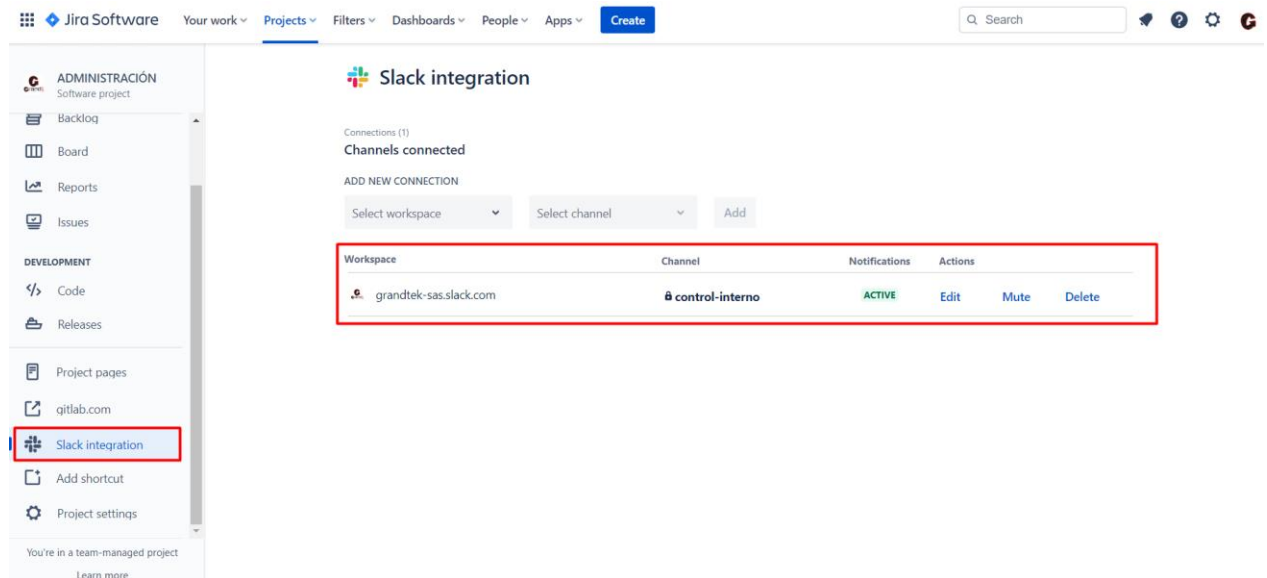 Jira Software Your work Projects Filters Dashboards People Apps Create Search
ADMINISTRACIÓN
Software project
Backlog
Board
Reports
Issues
DEVELOPMENT
Code
Releases
Project pages
gitlab.com
Slack integration
Add shortcut
Project settings
You're in a team-managed project
Learn more
Slack integration
Connections (1)
Channels connected
ADD NEW CONNECTION
Select workspace Select channel Add
Workspace Channel Notifications Actions
grandtek-sas.slack.com control-interno ACTIVE Edit Mute Delete